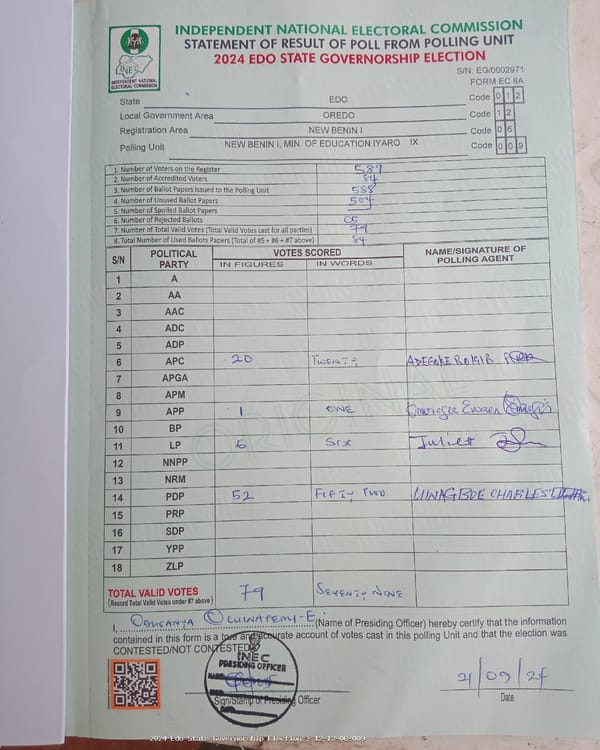 INDEPENDENT NATIONAL ELECTORAL COMMISSION
STATEMENT OF RESULT OF POLL FROM POLLING UNIT
2024 EDO STATE GOVERNORSHIP ELECTION
INEC
INDEPENDENT NATIONAL
ELECTORAL COMMISSION
S/N: EG/0002971
FORM EC 8A
State EDO Code 0 1 2
Local Government Area OREDO Code 1 2
Registration Area NEW BENIN I Code 0 6
Polling Unit NEW BENIN I, MIN. OF EDUCATION IYARO IX Code 0 0 9
1. Number of Voters on the Register 589
2. Number of Accredited Voters 84
3. Number of Ballot Papers Issued to the Polling Unit 588
4. Number of Unused Ballot Papers 504
5. Number of Spoiled Ballot Papers
6. Number of Rejected Ballots 05
7. Number of Total Valid Votes (Total Valid Votes cast for all parties) 79
8. Total Number of Used Ballots Papers (Total of #5 + #6 + #7 above) 84
S/N POLITICAL PARTY VOTES SCORED NAME/SIGNATURE OF POLLING AGENT
IN FIGURES IN WORDS
1 A
2 AA
3 AAC
4 ADC
5 ADP
6 APC 20 TWENTY
7 APGA
8 APM
9 APP 1 ONE
10 BP
11 LP 6 SIX Juliet
12 NNPP
13 NRM
14 PDP 52 FIFTY TWO UWAGBOE CHARLES
15 PRP
16 SDP
17 YPP
18 ZLP
ORIGINAL
TOTAL VALID VOTES 79 SEVENTY NINE
(Record Total Valid Votes under #7 above)
I, (Name of Presiding Officer) hereby certify that the information
contained in this form is a true and accurate account of votes cast in this polling Unit and that the election was
CONTESTED/NOT CONTESTED
INEC
PRESIDING OFFICER
Sign/Stamp of Presiding Officer
21/09/24
Date
2024 Edo State Governorship Election : 12-12-06-009